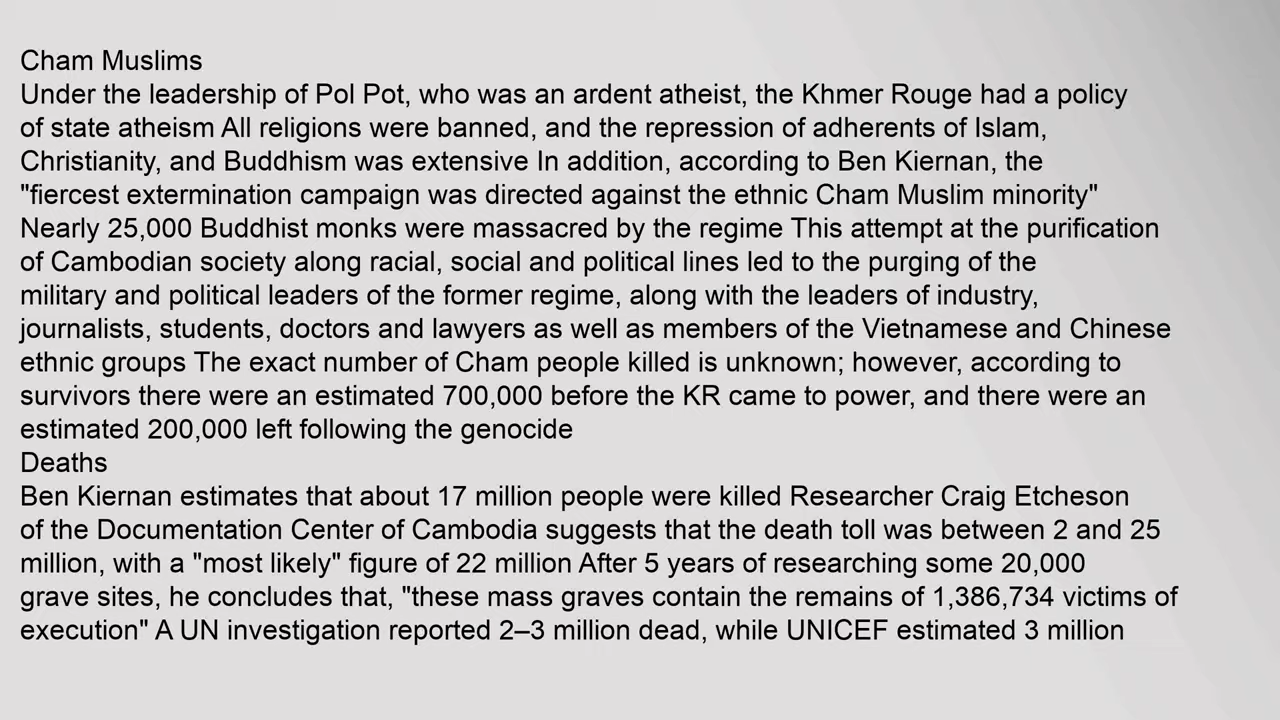 Cham Muslims
Under the leadership of Pol Pot, who was an ardent atheist, the Khmer Rouge had a policy
of state atheism All religions were banned, and the repression of adherents of Islam,
Christianity, and Buddhism was extensive In addition, according to Ben Kiernan, the
"fiercest extermination campaign was directed against the ethnic Cham Muslim minority"
Nearly 25,000 Buddhist monks were massacred by the regime This attempt at the purification
of Cambodian society along racial, social and political lines led to the purging of the
military and political leaders of the former regime, along with the leaders of industry,
journalists, students, doctors and lawyers as well as members of the Vietnamese and Chinese
ethnic groups The exact number of Cham people killed is unknown; however, according to
survivors there were an estimated 700,000 before the KR came to power, and there were an
estimated 200,000 left following the genocide
Deaths
Ben Kiernan estimates that about 17 million people were killed Researcher Craig Etcheson
of the Documentation Center of Cambodia suggests that the death toll was between 2 and 25
million, with a "most likely" figure of 22 million After 5 years of researching some 20,000
grave sites, he concludes that, "these mass graves contain the remains of 1,386,734 victims of
execution" A UN investigation reported 2–3 million dead, while UNICEF estimated 3 million